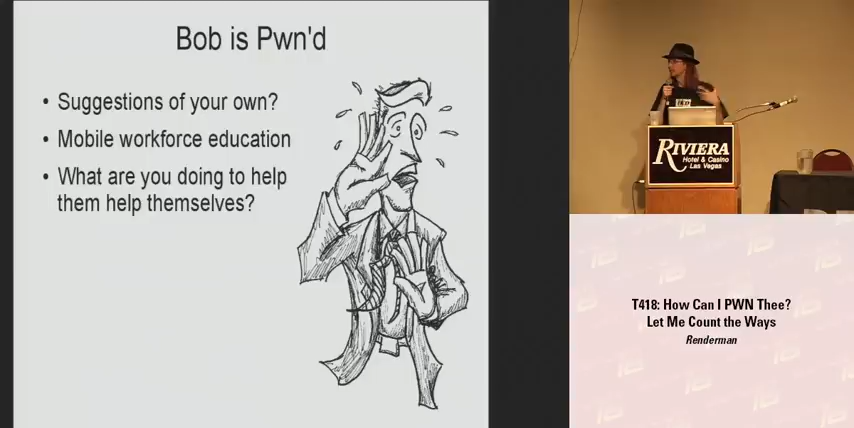 Bob is Pwn'd
• Suggestions of your own?
• Mobile workforce education
• What are you doing to help
them help themselves?
RIVIERA
Hotel & Casino
Las Vegas
T418: How Can I PWN Thee?
Let Me Count the Ways
Renderman